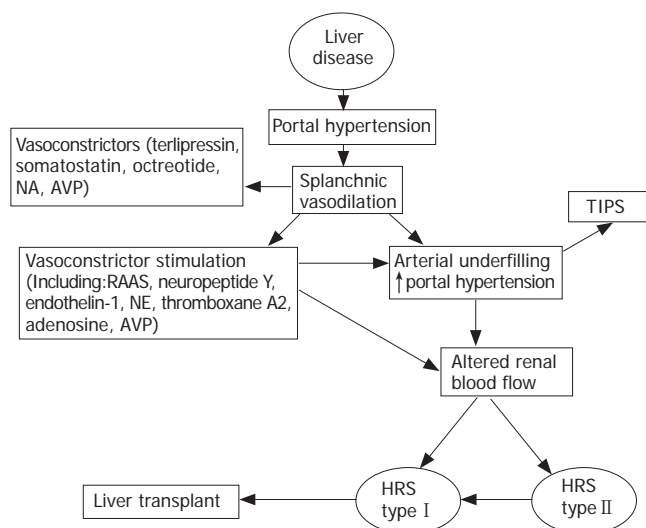 Liver
disease
Portal hypertension
Vasoconstrictors (terlipressin,
somatostatin, octreotide,
NA, AVP)
Splanchnic
vasodilation
TIPS
Vasoconstrictor stimulation
(Including:RAAS, neuropeptide Y,
endothelin-1, NE, thromboxane A2,
adenosine, AVP)
Arterial underfilling
↑ portal hypertension
Altered renal
blood flow
Liver transplant
HRS
type Ⅰ
HRS
type Ⅱ